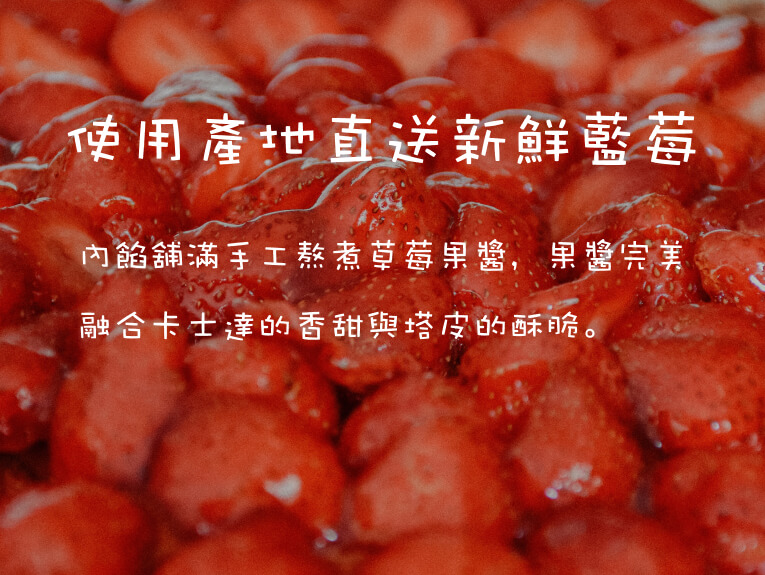 使用產地直送新鮮藍莓
內餡舖滿手工熬煮草莓果醬，果醬完美
融合卡士達的香甜與塔皮的酥脆。